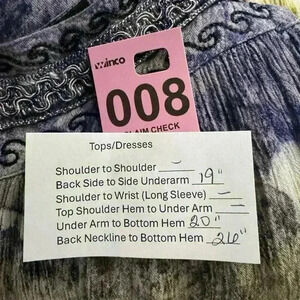 winco
008
CLAIM CHECK
Tops/Dresses
Shoulder to Shoulder –
Back Side to Side Underarm 19"
Shoulder to Wrist (Long Sleeve) –
Top Shoulder Hem to Under Arm –
Under Arm to Bottom Hem 20"
Back Neckline to Bottom Hem 26"